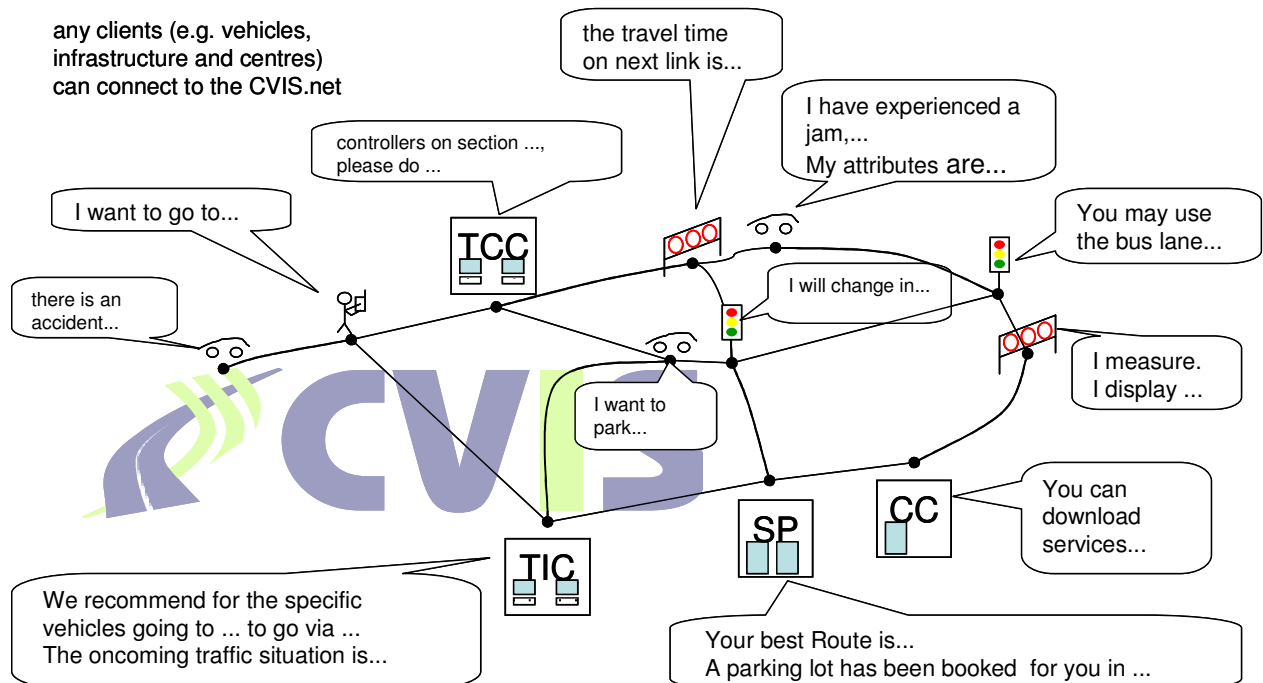 any clients (e.g. vehicles,
infrastructure and centres)
can connect to the CVIS.net
the travel time
on next link is...
I have experienced a
jam,...
My attributes are...
controllers on section ...,
please do ...
I want to go to...
You may use
the bus lane...
TCC
there is an
accident...
I will change in...
I measure.
I display ...
I want to
park...
CVIS
You can
download
services...
CC
SP
TIC
We recommend for the specific
vehicles going to ... to go via ...
The oncoming traffic situation is...
Your best Route is...
A parking lot has been booked for you in ...